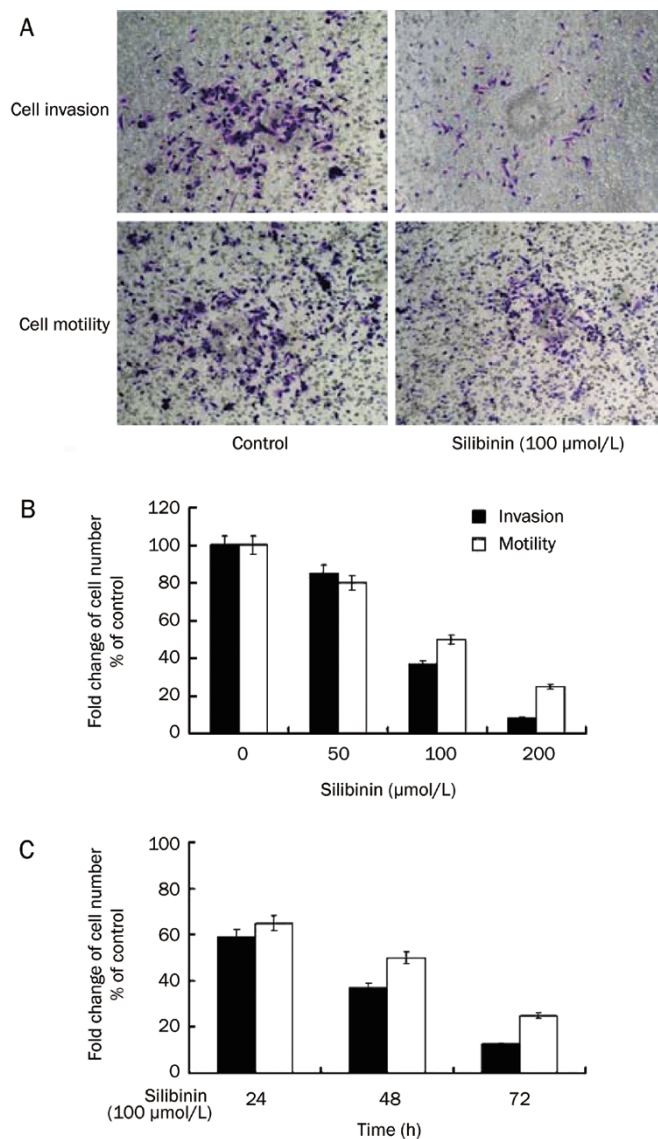 A
Cell invasion
Cell motility
Control
Silibinin (100 μmol/L)
B
Fold change of cell number
% of control
120
100
80
60
40
20
0
Invasion
Motility
0 50 100 200
Silibinin (μmol/L)
C
Fold change of cell number
% of control
100
80
60
40
20
0
Silibinin
(100 μmol/L)
24 48 72
Time (h)